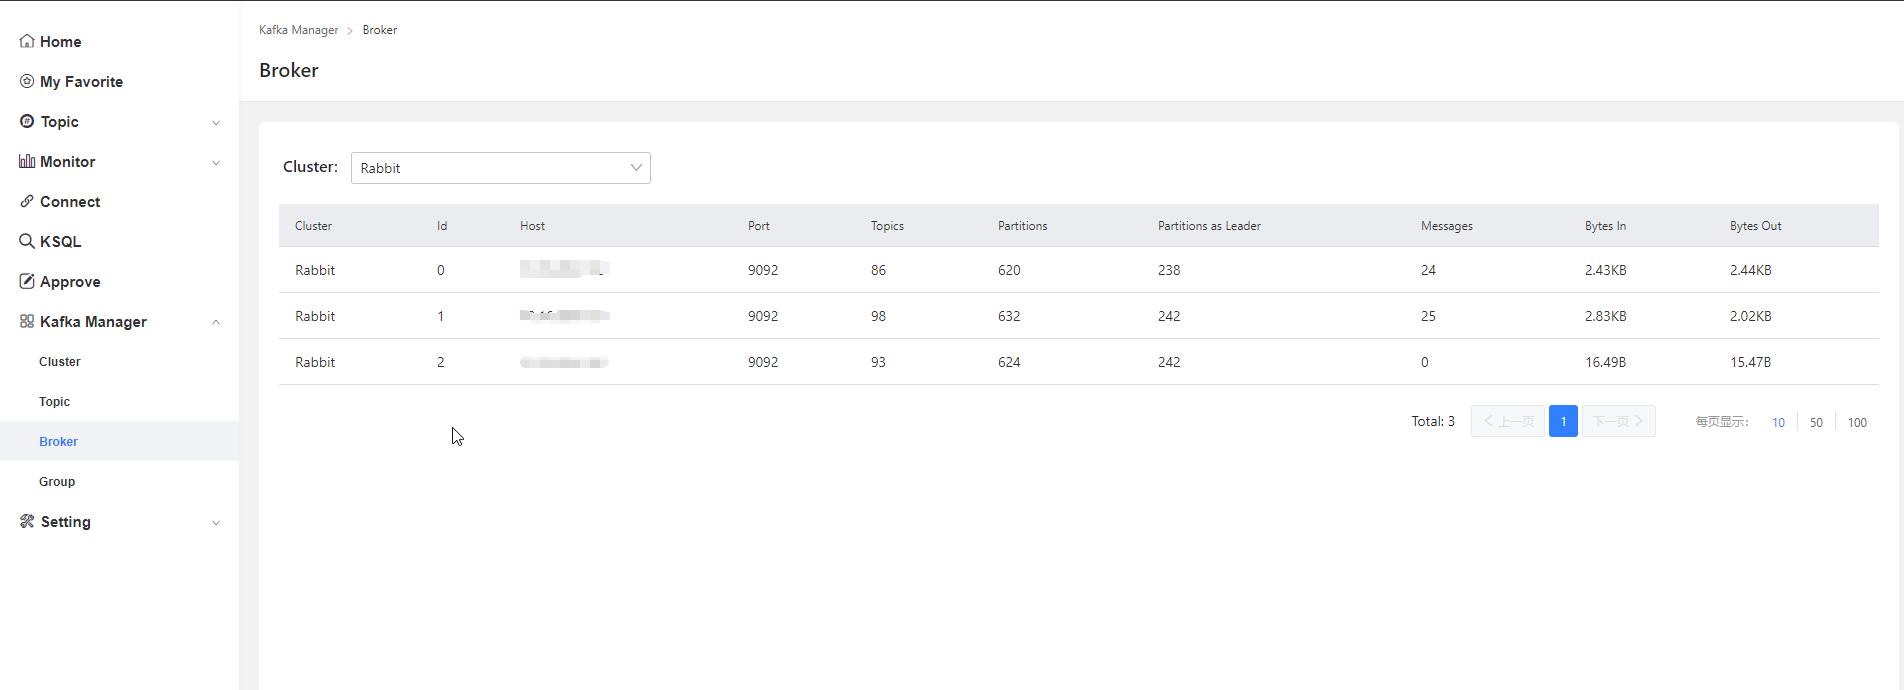 Home
My Favorite
Topic
Monitor
Connect
KSQL
Approve
Kafka Manager
Cluster
Topic
Broker
Group
Setting
Kafka Manager > Broker
Broker
Cluster: Rabbit
Cluster Id Host Port Topics Partitions Partitions as Leader Messages Bytes In Bytes Out
Rabbit 0 9092 86 620 238 24 2.43KB 2.44KB
Rabbit 1 9092 98 632 242 25 2.83KB 2.02KB
Rabbit 2 9092 93 624 242 0 16.49B 15.47B
Total: 3 < 上一页 1 下一页 > 每页显示: 10 50 100